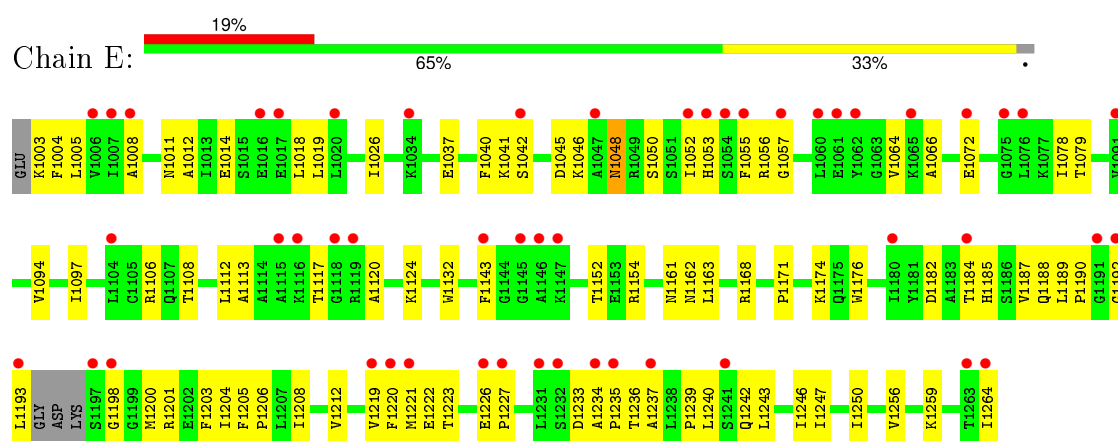 19%
Chain E:
65% 33% •
GLU K1003 F1004 L1005 V1006 I1007 A1008 N1011 A1012 I1013 E1014 S1015 E1016 E1017 L1018 L1019 L1020 I1026 K1034 E1037 F1040 K1041 S1042 D1045 K1046 A1047 N1048 R1049 S1050 S1051 I1052 H1053 S1054 F1055 R1056 G1057 L1060 E1061 Y1062 G1063 V1064 K1065 A1066 E1072 G1075 L1076 K1077 I1078 T1079 V1091
V1094 I1097 L1104 C1105 R1106 Q1107 T1108 L1112 A1113 A1114 A1115 K1116 T1117 G1118 R1119 A1120 K1124 W1132 F1143 G1144 G1145 A1146 K1147 T1152 E1153 R1154 N1161 N1162 L1163 R1168 P1171 K1174 Q1175 W1176 I1180 Y1181 D1182 A1183 T1184 H1185 S1186 V1187 Q1188 L1189 P1190 G1191 G1192
L1193 GLY ASP LYS S1197 G1198 G1199 M1200 R1201 E1202 F1203 I1204 F1205 P1206 L1207 I1208 V1212 V1219 F1220 M1221 E1222 T1223 E1226 P1227 L1231 S1232 D1233 A1234 P1235 T1236 A1237 L1238 P1239 L1240 S1241 Q1242 L1243 I1246 I1247 I1250 V1256 K1259 T1263 I1264